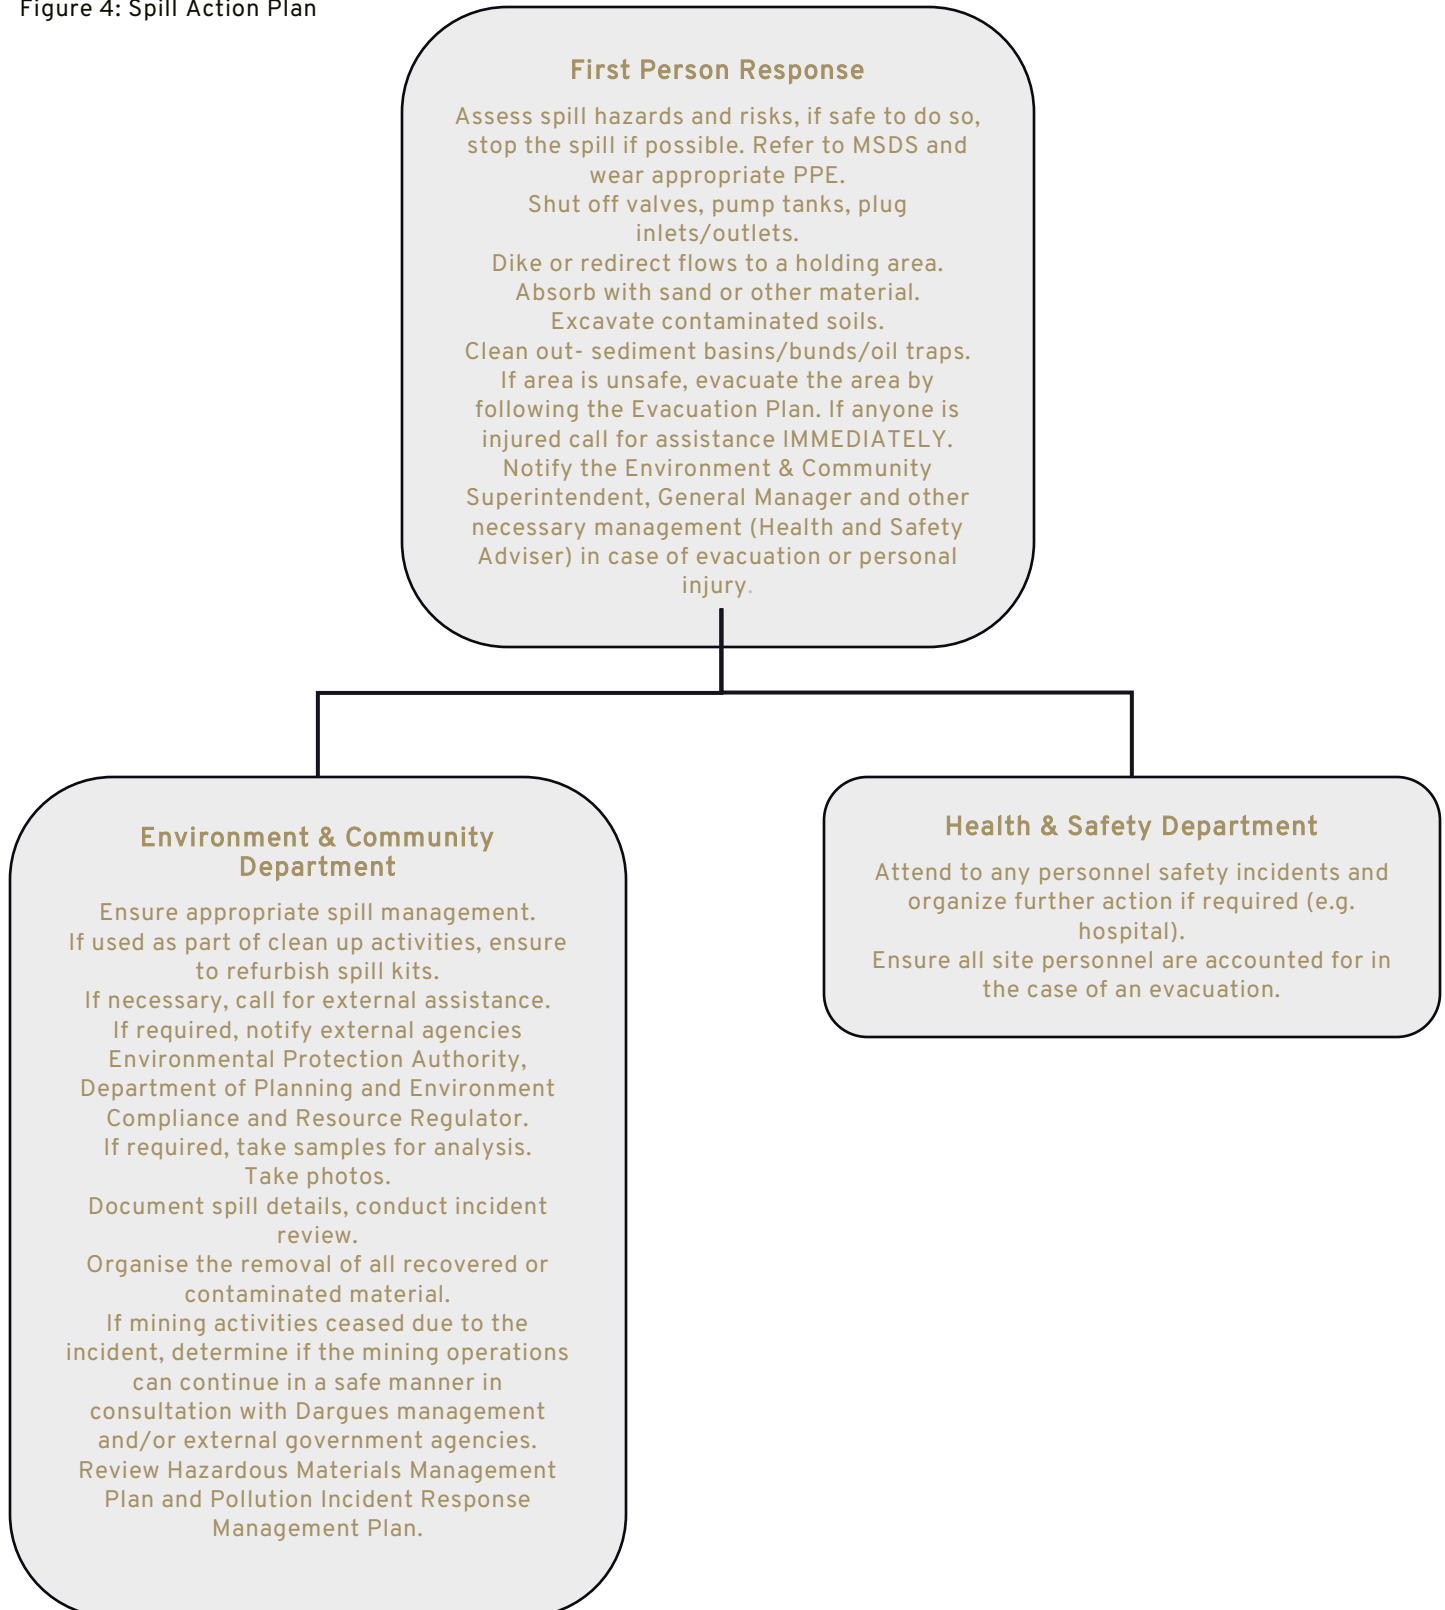 Figure 4: Spill Action Plan
First Person Response
Assess spill hazards and risks, if safe to do so,
stop the spill if possible. Refer to MSDS and
wear appropriate PPE.
Shut off valves, pump tanks, plug
inlets/outlets.
Dike or redirect flows to a holding area.
Absorb with sand or other material.
Excavate contaminated soils.
Clean out- sediment basins/bunds/oil traps.
If area is unsafe, evacuate the area by
following the Evacuation Plan. If anyone is
injured call for assistance IMMEDIATELY.
Notify the Environment & Community
Superintendent, General Manager and other
necessary management (Health and Safety
Adviser) in case of evacuation or personal
injury.
Environment & Community
Department
Ensure appropriate spill management.
If used as part of clean up activities, ensure
to refurbish spill kits.
If necessary, call for external assistance.
If required, notify external agencies
Environmental Protection Authority,
Department of Planning and Environment
Compliance and Resource Regulator.
If required, take samples for analysis.
Take photos.
Document spill details, conduct incident
review.
Organise the removal of all recovered or
contaminated material.
If mining activities ceased due to the
incident, determine if the mining operations
can continue in a safe manner in
consultation with Dargues management
and/or external government agencies.
Review Hazardous Materials Management
Plan and Pollution Incident Response
Management Plan.
Health & Safety Department
Attend to any personnel safety incidents and
organize further action if required (e.g.
hospital).
Ensure all site personnel are accounted for in
the case of an evacuation.